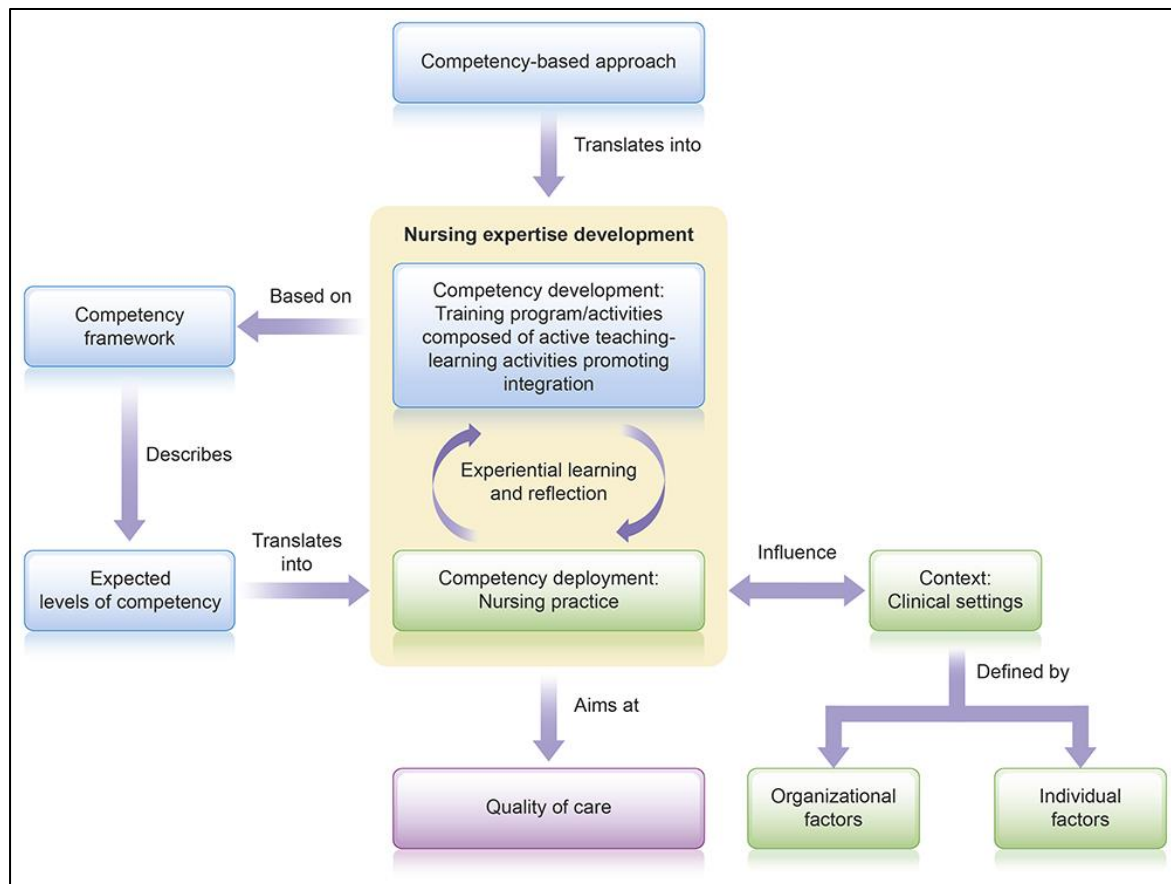 Competency-based approach
Translates into
Nursing expertise development
Competency development:
Training program/activities
composed of active teaching-
learning activities promoting
integration
Based on
Competency
framework
Describes
Experiential learning
and reflection
Expected
levels of competency
Translates
into
Competency deployment:
Nursing practice
Influence
Context:
Clinical settings
Defined by
Aims at
Quality of care
Organizational
factors
Individual
factors